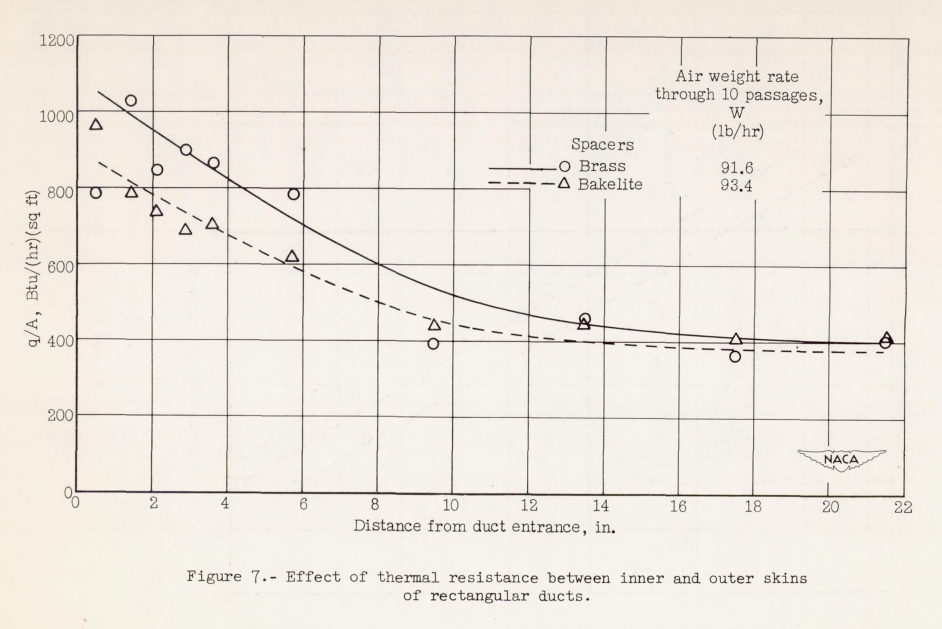 1200
1000
800
600
400
200
0
q/A, Btu/(hr)(sq ft)
Air weight rate
through 10 passages,
W
(lb/hr)
Spacers
Brass 91.6
Bakelite 93.4
NACA
0 2 4 6 8 10 12 14 16 18 20 22
Distance from duct entrance, in.
Figure 7.- Effect of thermal resistance between inner and outer skins
of rectangular ducts.